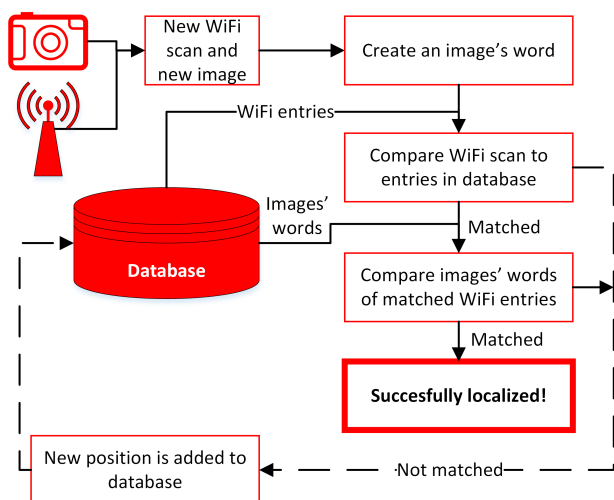 New WiFi
scan and
new image
Create an image's word
WiFi entries
Compare WiFi scan to
entries in database
Images'
words
Matched
Database
Compare images' words
of matched WiFi entries
Matched
Succesfully localized!
New position is added to
database
Not matched